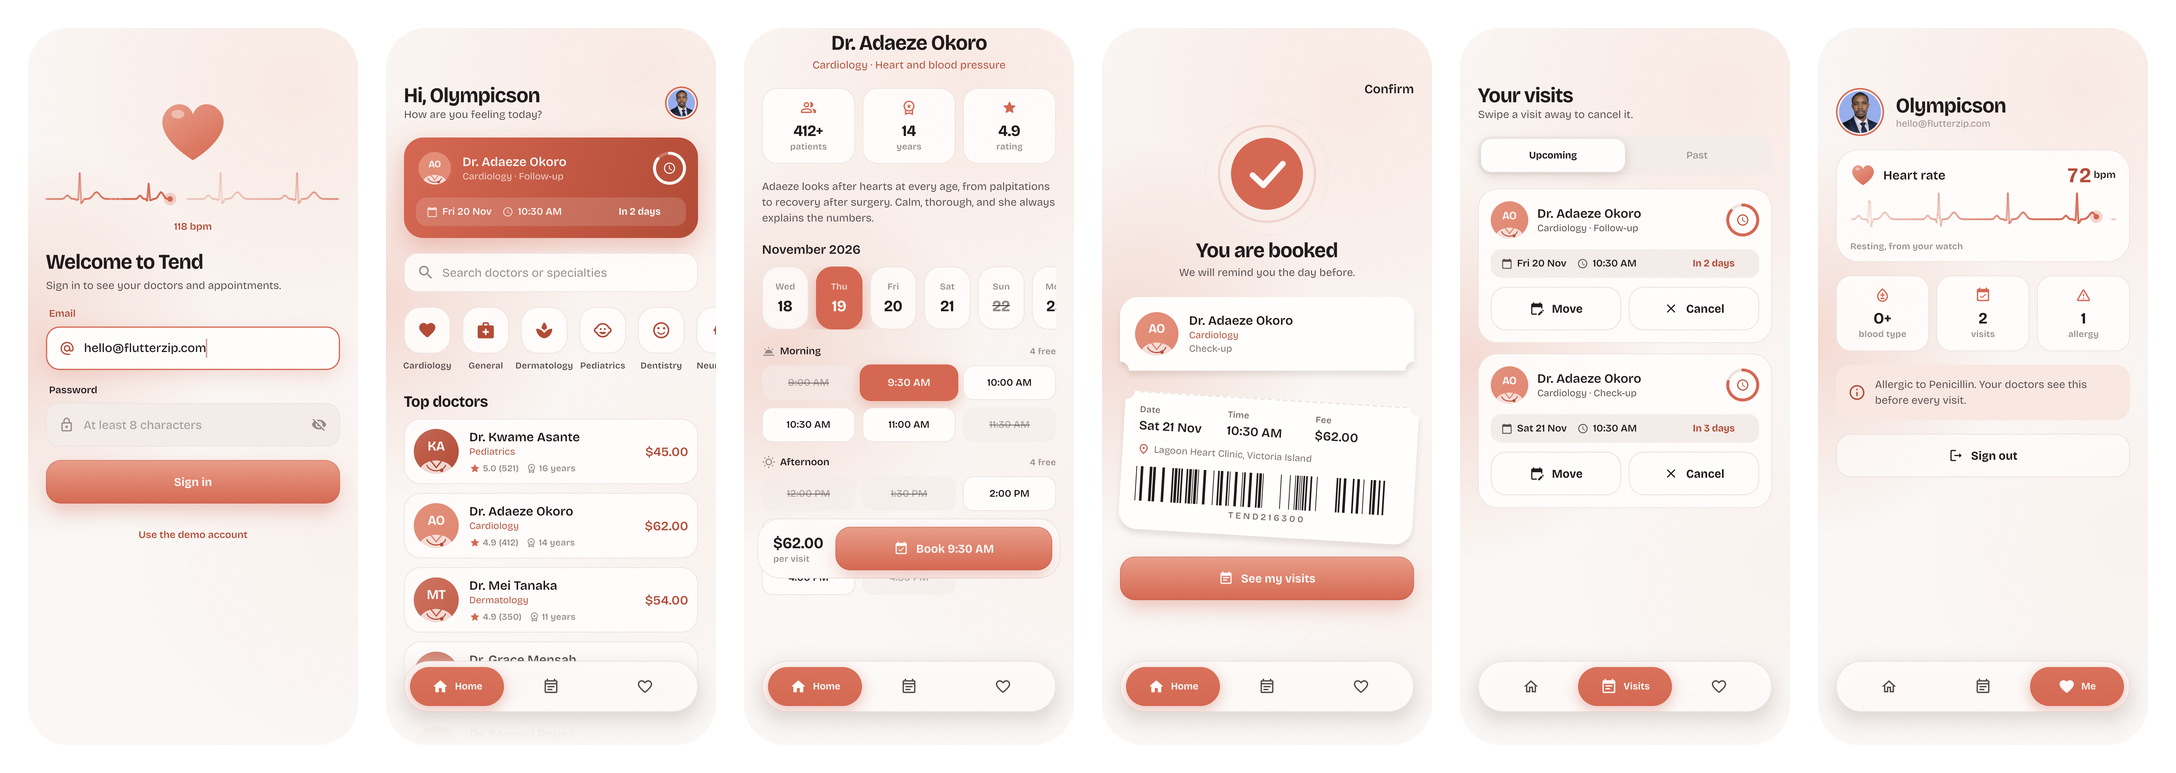 118 bpm
Welcome to Tend
Sign in to see your doctors and appointments.
Email
hello@flutterzip.com
Password
At least 8 characters
Sign in
Use the demo account
Hi, Olympicson
How are you feeling today?
AO
Dr. Adaeze Okoro
Cardiology · Follow-up
Fri 20 Nov 10:30 AM In 2 days
Search doctors or specialties
Cardiology General Dermatology Pediatrics Dentistry
Top doctors
KA
Dr. Kwame Asante
Pediatrics
5.0 (521) 16 years
$45.00
AO
Dr. Adaeze Okoro
Cardiology
4.9 (412) 14 years
$62.00
MT
Dr. Mei Tanaka
Dermatology
4.9 (350) 11 years
$54.00
Dr. Grace Mensah
Home
Dr. Adaeze Okoro
Cardiology · Heart and blood pressure
412+ 14 4.9
patients years rating
Adaeze looks after hearts at every age, from palpitations
to recovery after surgery. Calm, thorough, and she always
explains the numbers.
November 2026
Wed Thu Fri Sat Sun
18 19 20 21 22
Morning 4 free
9:00 AM 9:30 AM 10:00 AM
10:30 AM 11:00 AM 11:30 AM
Afternoon 4 free
12:00 PM 1:30 PM 2:00 PM
$62.00
per visit
Book 9:30 AM
Home
Confirm
You are booked
We will remind you the day before.
AO
Dr. Adaeze Okoro
Cardiology
Check-up
Date Time Fee
Sat 21 Nov 10:30 AM $62.00
Lagoon Heart Clinic, Victoria Island
TEND216300
See my visits
Home
Your visits
Swipe a visit away to cancel it.
Upcoming Past
AO
Dr. Adaeze Okoro
Cardiology · Follow-up
Fri 20 Nov 10:30 AM In 2 days
Move Cancel
AO
Dr. Adaeze Okoro
Cardiology · Check-up
Sat 21 Nov 10:30 AM In 3 days
Move Cancel
Visits
Olympicson
hello@flutterzip.com
Heart rate 72 bpm
Resting, from your watch
O+ 2 1
blood type visits allergy
Allergic to Penicillin. Your doctors see this
before every visit.
Sign out
Me